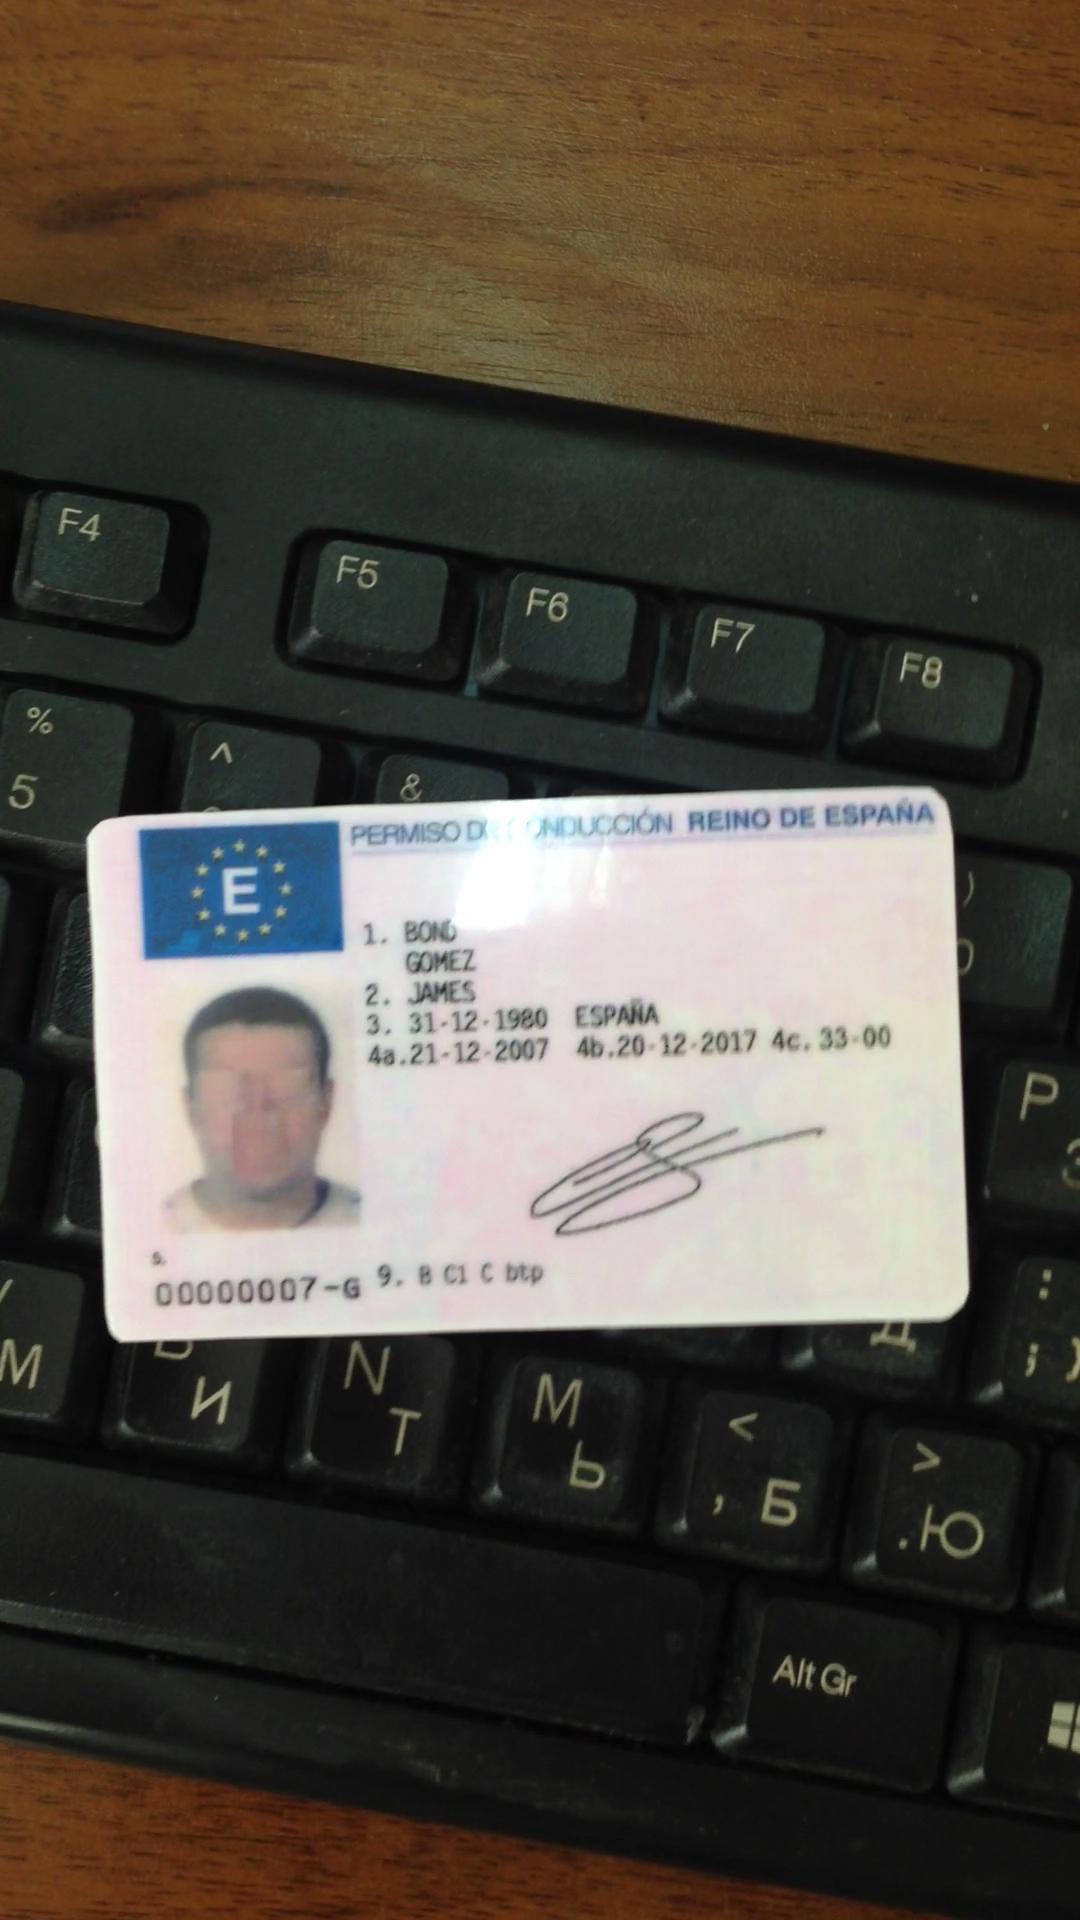 F4
F5
F6
F7
F8
%
5
^
&
)
PERMISO DE CONDUCCIÓN REINO DE ESPAÑA
E
1. BOND
GOMEZ
2. JAMES
3. 31-12-1980 ESPAÑA
4a.21-12-2007 4b.20-12-2017 4c.33-00
5.
00000007-G 9. B C1 C btp
P
З
Д
:
;
М
И
N
Т
M
Ь
<
, Б
>
.Ю
Alt Gr